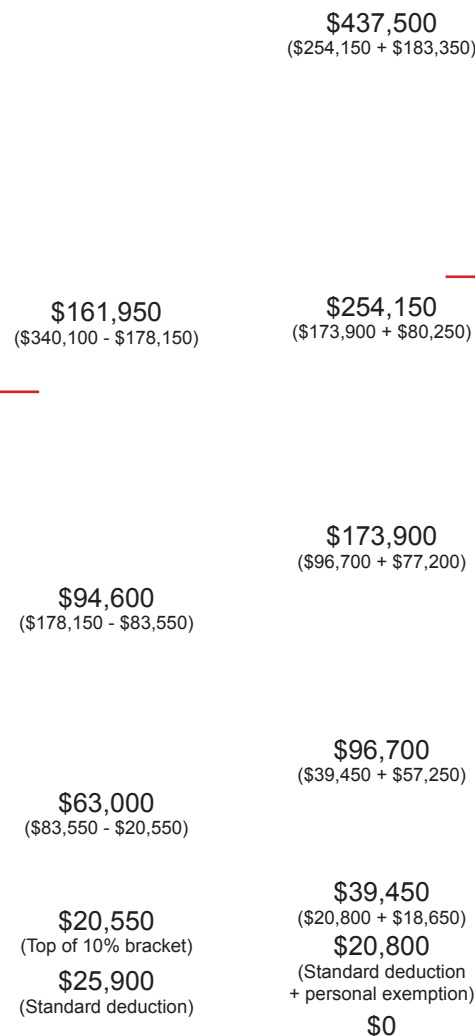 $437,500
($254,150 + $183,350)
$161,950
($340,100 - $178,150)
$254,150
($173,900 + $80,250)
$173,900
($96,700 + $77,200)
$94,600
($178,150 - $83,550)
$96,700
($39,450 + $57,250)
$63,000
($83,550 - $20,550)
$39,450
($20,800 + $18,650)
$20,550
(Top of 10% bracket)
$20,800
(Standard deduction
+ personal exemption)
$25,900
(Standard deduction)
$0